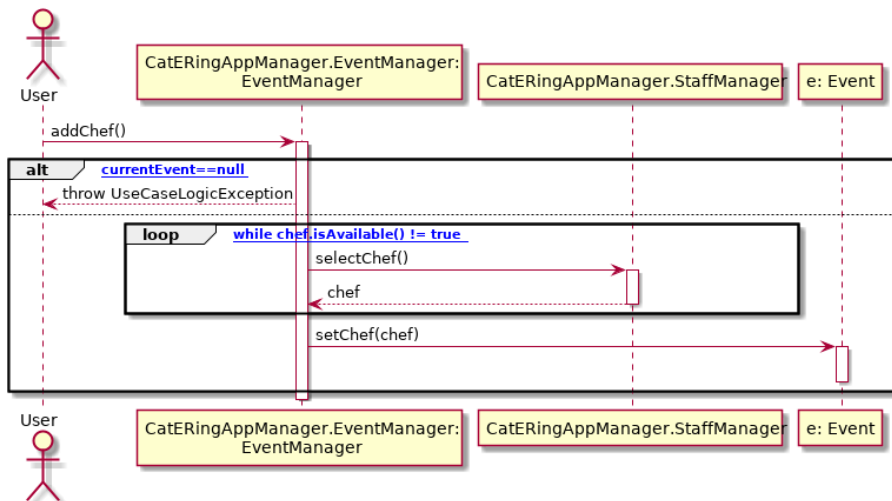 User
CatERingAppManager.EventManager:
EventManager
CatERingAppManager.StaffManager
e: Event
addChef()
alt
currentEvent==null
throw UseCaseLogicException
loop
while chef.isAvailable() != true
selectChef()
chef
setChef(chef)
User
CatERingAppManager.EventManager:
EventManager
CatERingAppManager.StaffManager
e: Event